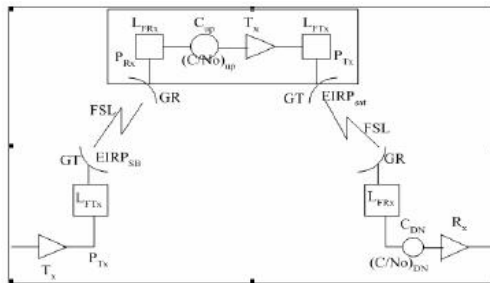 L_FRx C_up T_x L_FTx
P_Rx (C/No)_up P_Tx
GR GT EIRP_sat
FSL FSL
GT EIRP_SB GR
L_FTx L_FRx
C_DN R_x
T_x P_Tx (C/No)_DN